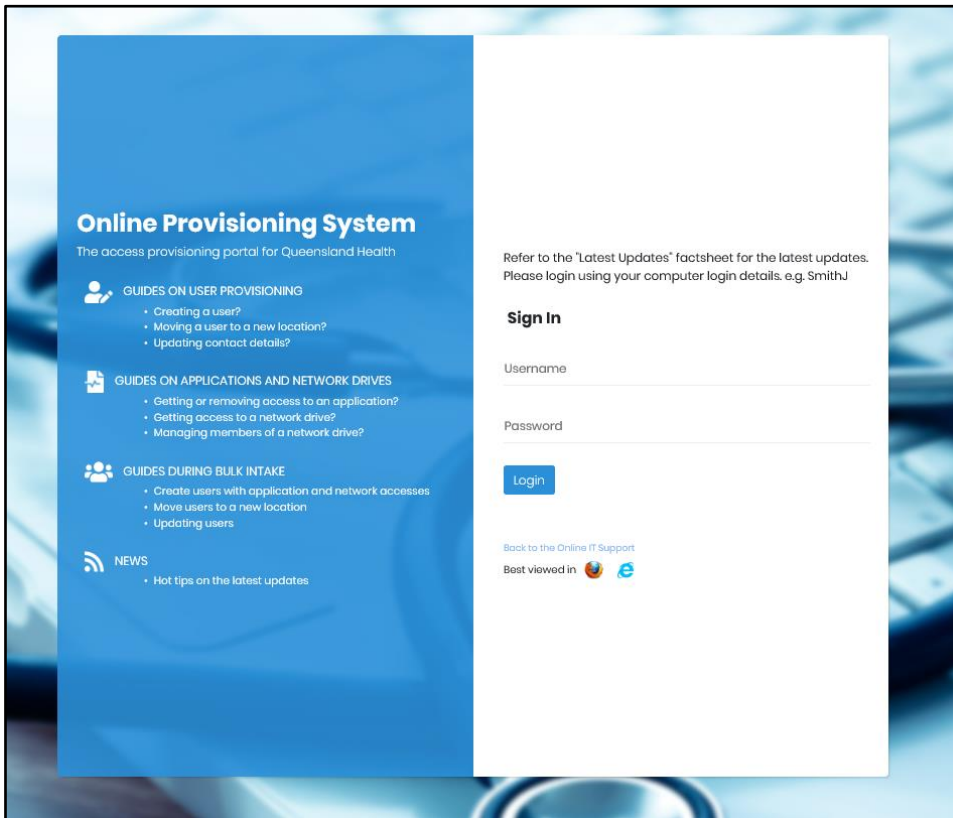 Online Provisioning System
The access provisioning portal for Queensland Health
GUIDES ON USER PROVISIONING
• Creating a user?
• Moving a user to a new location?
• Updating contact details?
GUIDES ON APPLICATIONS AND NETWORK DRIVES
• Getting or removing access to an application?
• Getting access to a network drive?
• Managing members of a network drive?
GUIDES DURING BULK INTAKE
• Create users with application and network accesses
• Move users to a new location
• Updating users
NEWS
• Hot tips on the latest updates
Refer to the "Latest Updates" factsheet for the latest updates.
Please login using your computer login details. e.g. SmithJ
Sign In
Username
Password
Login
Back to the Online IT Support
Best viewed in